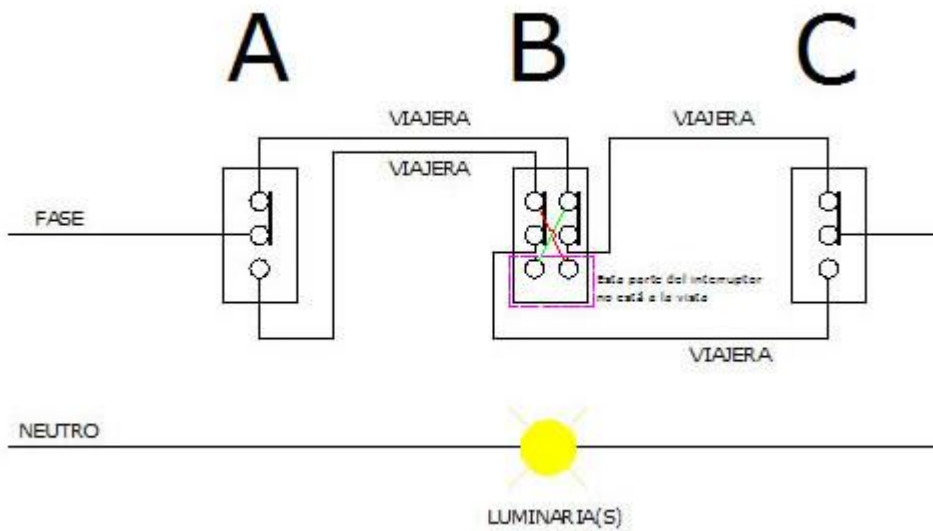 A B C
VIAJERA VIAJERA
VIAJERA
FASE
Esta parte del interruptor
no está a la vista
VIAJERA
NEUTRO
LUMINARIA(S)